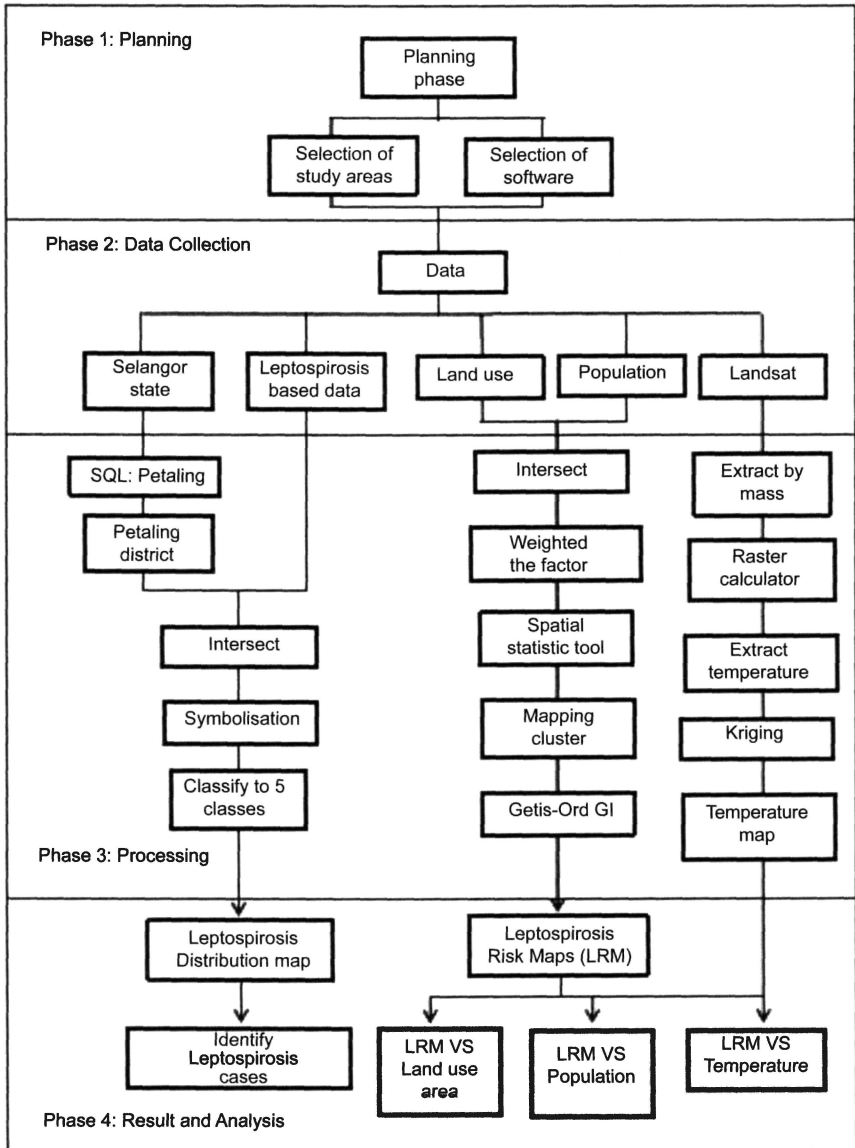 Phase 1: Planning
Planning
phase
Selection of
study areas
Selection of
software
Phase 2: Data Collection
Data
Selangor
state
Leptospirosis
based data
Land use
Population
Landsat
SQL: Petaling
Petaling
district
Intersect
Symbolisation
Classify to 5
classes
Intersect
Weighted
the factor
Spatial
statistic tool
Mapping
cluster
Getis-Ord GI
Extract by
mass
Raster
calculator
Extract
temperature
Kriging
Temperature
map
Phase 3: Processing
Leptospirosis
Distribution map
Leptospirosis
Risk Maps (LRM)
Identify
Leptospirosis
cases
LRM VS
Land use
area
LRM VS
Population
LRM VS
Temperature
Phase 4: Result and Analysis